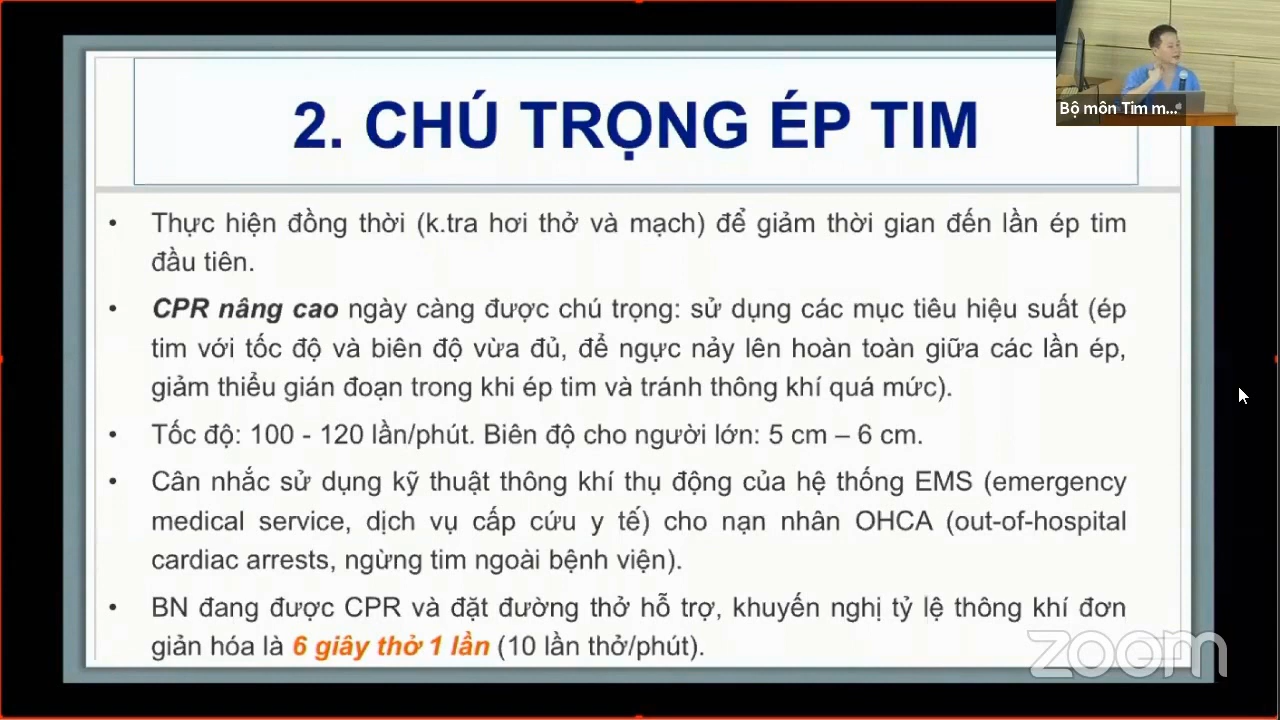 2. CHÚ TRỌNG ÉP TIM
Bộ môn Tim m...
• Thực hiện đồng thời (k.tra hơi thở và mạch) để giảm thời gian đến lần ép tim
đầu tiên.
• CPR nâng cao ngày càng được chú trọng: sử dụng các mục tiêu hiệu suất (ép
tim với tốc độ và biên độ vừa đủ, để ngực nảy lên hoàn toàn giữa các lần ép,
giảm thiểu gián đoạn trong khi ép tim và tránh thông khí quá mức).
• Tốc độ: 100 - 120 lần/phút. Biên độ cho người lớn: 5 cm – 6 cm.
• Cân nhắc sử dụng kỹ thuật thông khí thụ động của hệ thống EMS (emergency
medical service, dịch vụ cấp cứu y tế) cho nạn nhân OHCA (out-of-hospital
cardiac arrests, ngừng tim ngoài bệnh viện).
• BN đang được CPR và đặt đường thở hỗ trợ, khuyến nghị tỷ lệ thông khí đơn
giản hóa là 6 giây thở 1 lần (10 lần thở/phút).
zoom